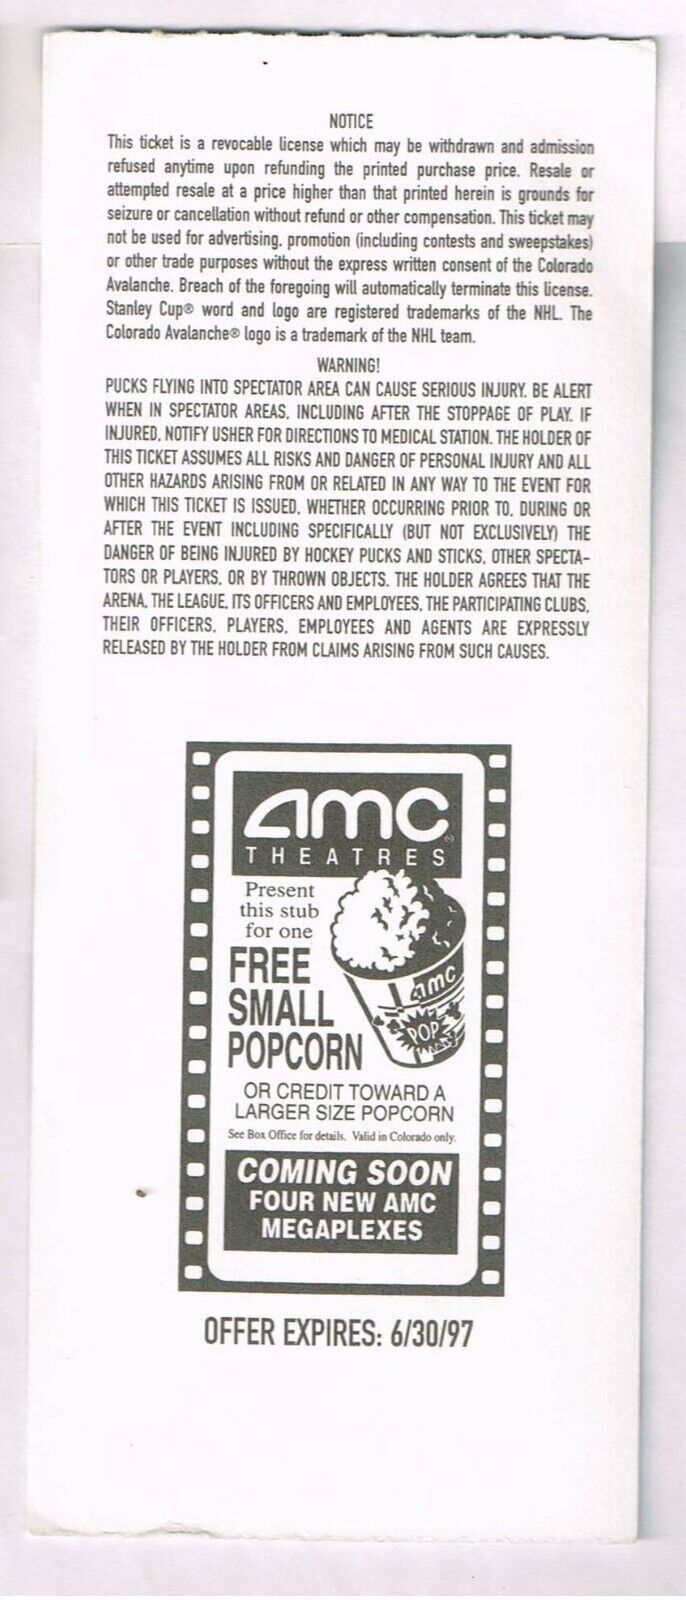 NOTICE
This ticket is a revocable license which may be withdrawn and admission
refused anytime upon refunding the printed purchase price. Resale or
attempted resale at a price higher than that printed herein is grounds for
seizure or cancellation without refund or other compensation. This ticket may
not be used for advertising, promotion (including contests and sweepstakes)
or other trade purposes without the express written consent of the Colorado
Avalanche. Breach of the foregoing will automatically terminate this license.
Stanley Cup® word and logo are registered trademarks of the NHL. The
Colorado Avalanche® logo is a trademark of the NHL team.
WARNING!
PUCKS FLYING INTO SPECTATOR AREA CAN CAUSE SERIOUS INJURY. BE ALERT
WHEN IN SPECTATOR AREAS, INCLUDING AFTER THE STOPPAGE OF PLAY. IF
INJURED, NOTIFY USHER FOR DIRECTIONS TO MEDICAL STATION. THE HOLDER OF
THIS TICKET ASSUMES ALL RISKS AND DANGER OF PERSONAL INJURY AND ALL
OTHER HAZARDS ARISING FROM OR RELATED IN ANY WAY TO THE EVENT FOR
WHICH THIS TICKET IS ISSUED, WHETHER OCCURRING PRIOR TO, DURING OR
AFTER THE EVENT INCLUDING SPECIFICALLY (BUT NOT EXCLUSIVELY) THE
DANGER OF BEING INJURED BY HOCKEY PUCKS AND STICKS, OTHER SPECTA-
TORS OR PLAYERS, OR BY THROWN OBJECTS. THE HOLDER AGREES THAT THE
ARENA, THE LEAGUE, ITS OFFICERS AND EMPLOYEES, THE PARTICIPATING CLUBS,
THEIR OFFICERS, PLAYERS, EMPLOYEES AND AGENTS ARE EXPRESSLY
RELEASED BY THE HOLDER FROM CLAIMS ARISING FROM SUCH CAUSES.
amc
THEATRES
Present
this stub
for one
FREE
SMALL
POPCORN
amc
POP
OR CREDIT TOWARD A
LARGER SIZE POPCORN
See Box Office for details. Valid in Colorado only.
COMING SOON
FOUR NEW AMC
MEGAPLEXES
OFFER EXPIRES: 6/30/97